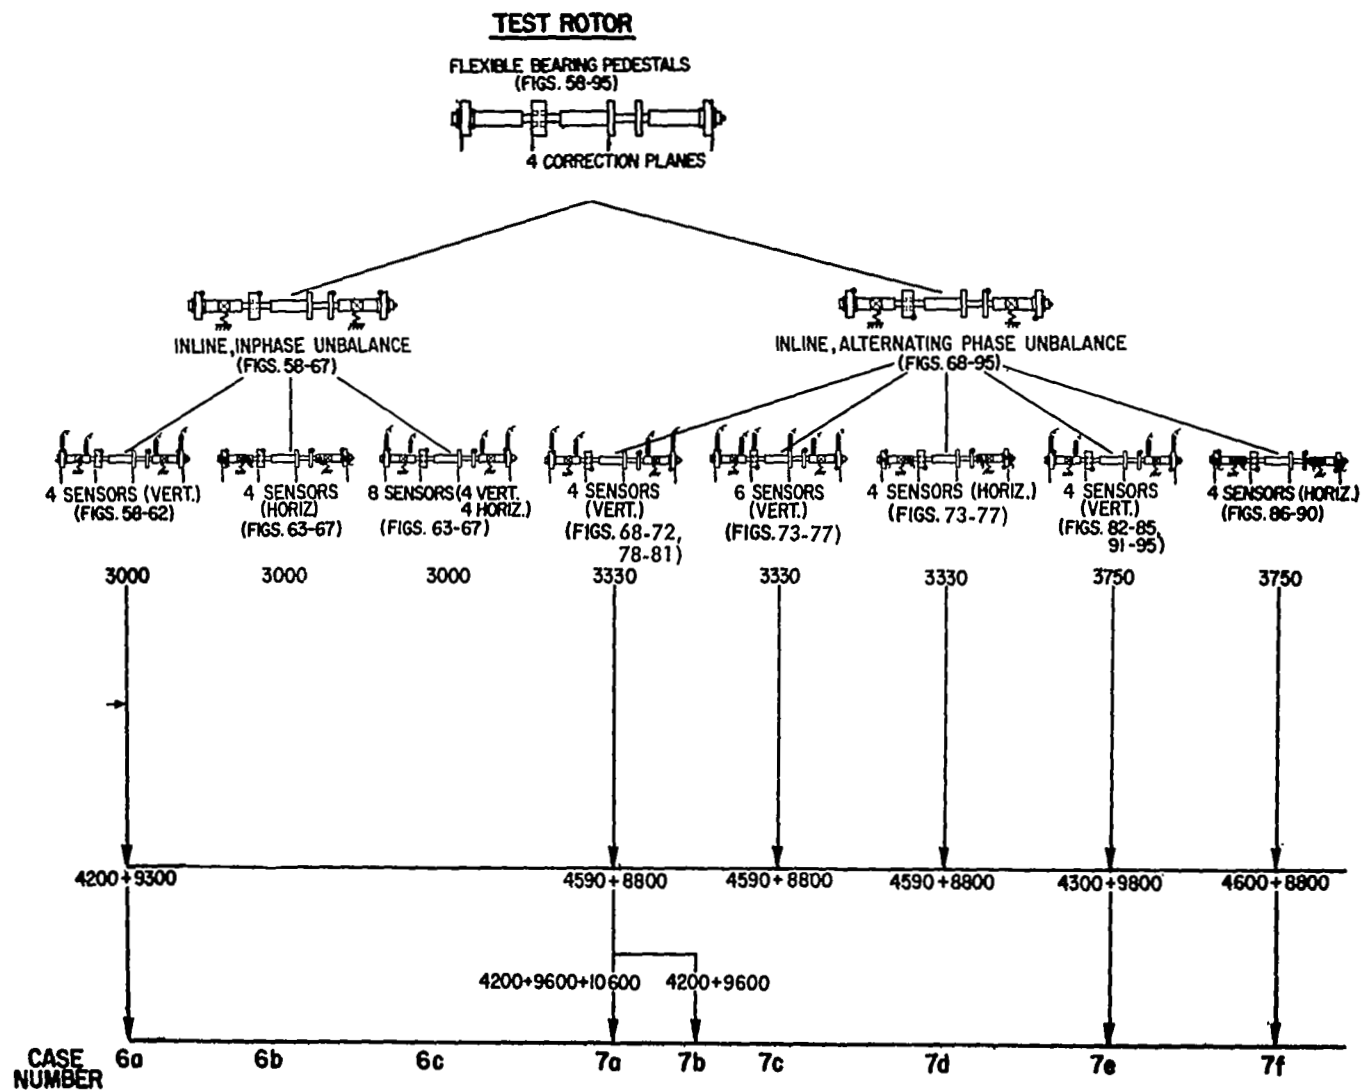 TEST ROTOR
FLEXIBLE BEARING PEDESTALS
(FIGS. 58-95)
4 CORRECTION PLANES
INLINE, INPHASE UNBALANCE
(FIGS. 58-67)
INLINE, ALTERNATING PHASE UNBALANCE
(FIGS. 68-95)
4 SENSORS (VERT.)
(FIGS. 58-62)
4 SENSORS
(HORIZ)
(FIGS. 63-67)
8 SENSORS (4 VERT.
4 HORIZ.)
(FIGS. 63-67)
4 SENSORS
(VERT.)
(FIGS. 68-72,
78-81)
6 SENSORS
(VERT.)
(FIGS. 73-77)
4 SENSORS (HORIZ.)
(FIGS. 73-77)
4 SENSORS
(VERT.)
(FIGS. 82-85,
91-95)
4 SENSORS (HORIZ.)
(FIGS. 86-90)
3000 3000 3000 3330 3330 3330 3750 3750
4200+9300 4590+8800 4590+8800 4590+8800 4300+9800 4600+8800
4200+9600+10600 4200+9600
CASE
NUMBER
6a 6b 6c 7a 7b 7c 7d 7e 7f